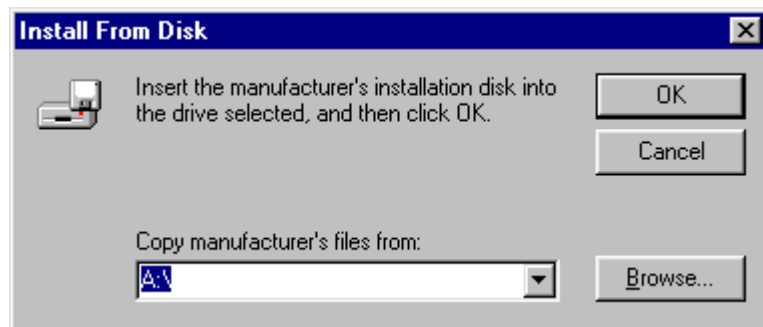 Install From Disk
Insert the manufacturer's installation disk into
the drive selected, and then click OK.
OK
Cancel
Copy manufacturer's files from:
A:\
Browse...